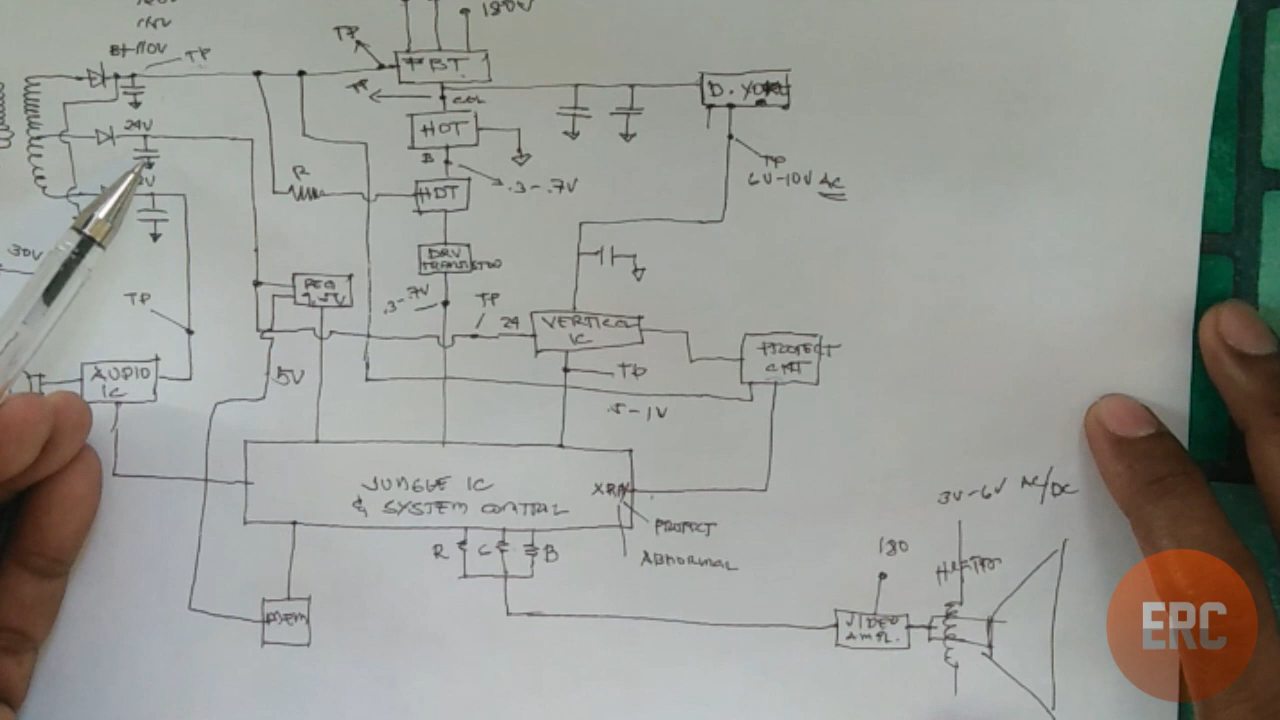 180V
B+110V
TP
TP
FBT
D. YOKE
TP
COL
24V
HOT
B
TP
6V-10V AC
.3-.7V
R
HDT
30V
DRV
TRANSISTOR
REG
.3-.7V
TP
TP
24
VERTICAL
IC
PROTECT
CKT
AUDIO
IC
5V
TP
.5-1V
JUNGLE IC
& SYSTEM CONTROL
XRAY
3V-6V AC/DC
PROTECT
R G B
ABNORMAL
180
HEATER
MEM
VIDEO
AMPL.
ERC